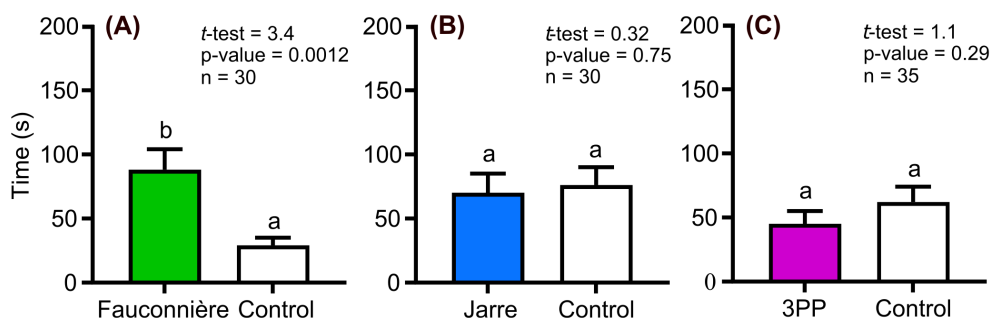 Time (s)
200
150
100
50
0
(A)
t-test = 3.4
p-value = 0.0012
n = 30
b
a
Fauconnière
Control
200
150
100
50
0
(B)
t-test = 0.32
p-value = 0.75
n = 30
a
a
Jarre
Control
200
150
100
50
0
(C)
t-test = 1.1
p-value = 0.29
n = 35
a
a
3PP
Control